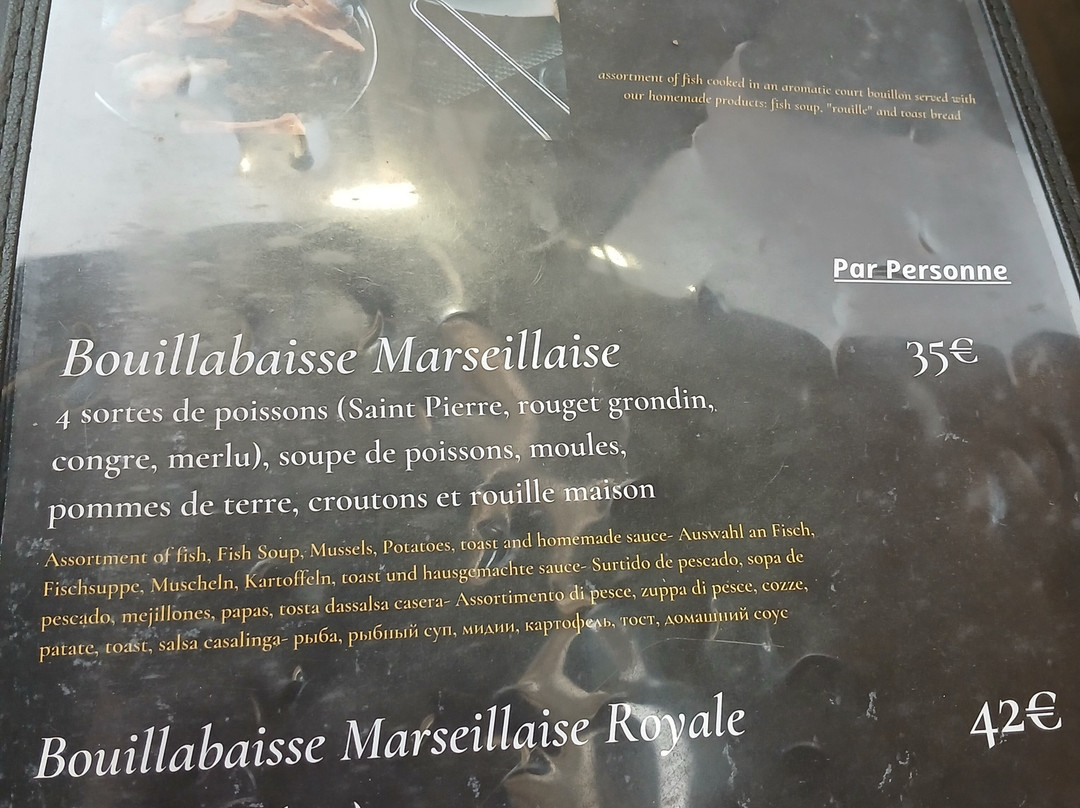 assortment of fish cooked in an aromatic court bouillon served with
our homemade products: fish soup, "rouille" and toast bread
Par Personne
Bouillabaisse Marseillaise 35€
4 sortes de poissons (Saint Pierre, rouget grondin,
congre, merlu), soupe de poissons, moules,
pommes de terre, croutons et rouille maison
Assortment of fish, Fish Soup, Mussels, Potatoes, toast and homemade sauce- Auswahl an Fisch,
Fischsuppe, Muscheln, Kartoffeln, toast und hausgemachte sauce- Surtido de pescado, sopa de
pescado, mejillones, papas, tosta dassalsa casera- Assortimento di pesce, zuppa di pesce, cozze,
patate, toast, salsa casalinga- рыба, рыбный суп, мидии, картофель, тост, домашний соус
Bouillabaisse Marseillaise Royale 42€